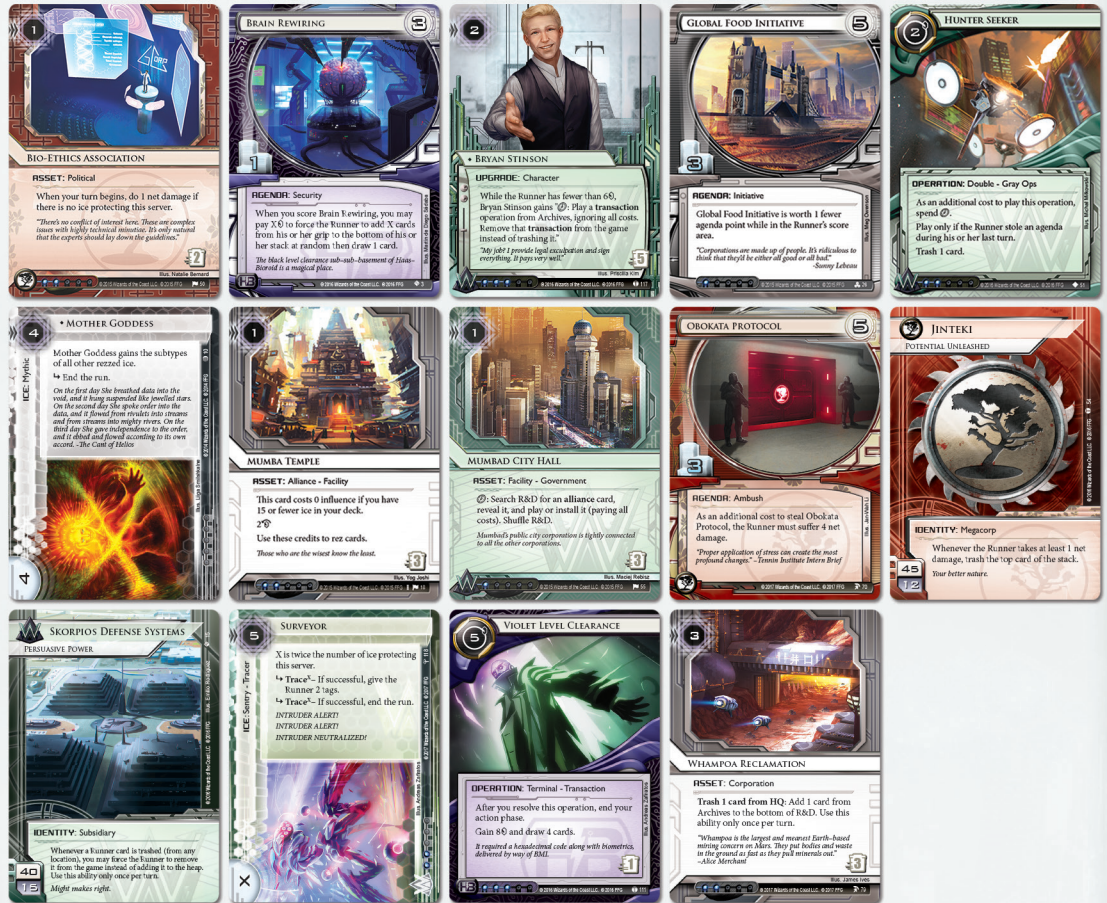 1
BIO-ETHICS ASSOCIATION
ASSET: Political
When your turn begins, do 1 net damage if
there is no ice protecting this server.
"There's no conflict of interest here. These are complex
issues with highly technical minutiae. It's only natural
that the experts should lay down the guidelines."
2
Illus. Natalie Bernard
BRAIN REWIRING
3
1
AGENDA: Security
When you score Brain Rewiring, you may
pay X to force the Runner to add X cards
from his or her grip to the bottom of his or
her stack at random then draw 1 card.
The black level clearance sub-sub-basement of Haas-
Bioroid is a magical place.
HB
2
BRYAN STINSON
UPGRADE: Character
While the Runner has fewer than 6,
Bryan Stinson gains ": Play a transaction
operation from Archives, ignoring all costs.
Remove that transaction from the game
instead of trashing it."
"My job? I provide legal exculpation and sign
everything. It pays very well."
5
Illus. Priscilla Kim
GLOBAL FOOD INITIATIVE
5
3
AGENDA: Initiative
Global Food Initiative is worth 1 fewer
agenda point while in the Runner's score
area.
"Corporations are made up of people. It's ridiculous to
think that they'd be either all good or all bad."
-Sunny Lebeau
HUNTER SEEKER
2
OPERATION: Double - Gray Ops
As an additional cost to play this operation,
spend .
Play only if the Runner stole an agenda
during his or her last turn.
Trash 1 card.
4
MOTHER GODDESS
ICE: Mythic
Mother Goddess gains the subtypes
of all other rezzed ice.
↳ End the run.
On the first day She breathed data into the
void, and it hung suspended like jewelled stars.
On the second day She spoke order into the
data, and it flowed from rivulets into streams
and from streams into mighty rivers. On the
third day She gave independence to the order,
and it ebbed and flowed according to its own
accord. -The Cant of Helios
4
1
MUMBA TEMPLE
ASSET: Alliance - Facility
This card costs 0 influence if you have
15 or fewer ice in your deck.
2
Use these credits to rez cards.
Those who are the wisest know the least.
3
Illus. Yog Joshi
1
MUMBAD CITY HALL
ASSET: Facility - Government
: Search R&D for an alliance card,
reveal it, and play or install it (paying all
costs). Shuffle R&D.
Mumbad's public city corporation is tightly connected
to all the other corporations.
3
Illus. Maciej Rebisz
OBOKATA PROTOCOL
5
3
AGENDA: Ambush
As an additional cost to steal Obokata
Protocol, the Runner must suffer 4 net
damage.
"Proper application of stress can create the most
profound changes." -Tennin Institute Intern Brief
JINTEKI
POTENTIAL UNLEASHED
IDENTITY: Megacorp
Whenever the Runner takes at least 1 net
damage, trash the top card of the stack.
Your better nature.
45
12
SKORPIOS DEFENSE SYSTEMS
PERSUASIVE POWER
IDENTITY: Subsidiary
Whenever a Runner card is trashed (from any
location), you may force the Runner to remove
it from the game instead of adding it to the heap.
Use this ability only once per turn.
Might makes right.
40
15
5
SURVEYOR
ICE: Sentry - Tracer
X is twice the number of ice protecting
this server.
↳ Traceˣ– If successful, give the
Runner 2 tags.
↳ Traceˣ– If successful, end the run.
INTRUDER ALERT!
INTRUDER ALERT!
INTRUDER NEUTRALIZED!
X
VIOLET LEVEL CLEARANCE
5
OPERATION: Terminal - Transaction
After you resolve this operation, end your
action phase.
Gain 8 and draw 4 cards.
It required a hexadecimal code along with biometrics,
delivered by way of BMI.
1
HB
3
WHAMPOA RECLAMATION
ASSET: Corporation
Trash 1 card from HQ: Add 1 card from
Archives to the bottom of R&D. Use this
ability only once per turn.
"Whampoa is the largest and meanest Earth-based
mining concern on Mars. They put bodies and waste
in the ground as fast as they pull minerals out."
-Alice Merchant
3
Illus. James Ives